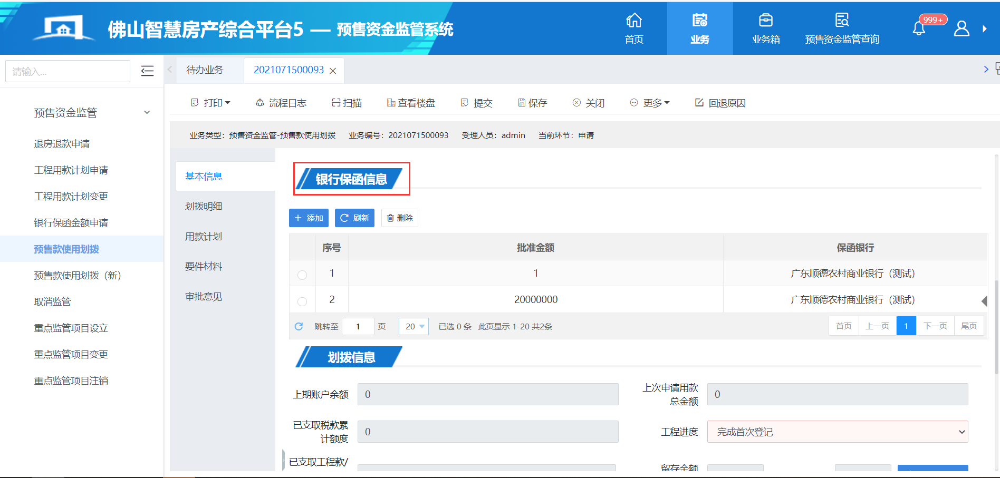 佛山智慧房产综合平台5 — 预售资金监管系统
首页
业务
业务箱
预售资金监管查询
999+
请输入...
待办业务
2021071500093
预售资金监管
退房退款申请
工程用款计划申请
工程用款计划变更
银行保函金额申请
预售款使用划拨
预售款使用划拨（新）
取消监管
重点监管项目设立
重点监管项目变更
重点监管项目注销
打印 流程日志 扫描 查看楼盘 提交 保存 关闭 更多 回退原因
业务类型：预售资金监管-预售款使用划拨 业务编号：2021071500093 受理人员：admin 当前环节：申请
基本信息
划拨明细
用款计划
要件材料
审批意见
银行保函信息
添加 刷新 删除
序号 批准金额 保函银行
1 1 广东顺德农村商业银行（测试）
2 20000000 广东顺德农村商业银行（测试）
跳转至 1 页 20 已选 0 条 此页显示 1-20 共2条 首页 上一页 1 下一页 尾页
划拨信息
上期账户余额 0
上次申请用款总金额 0
已支取税款累计额度 0
工程进度 完成首次登记
已支取工程款/
留存金额